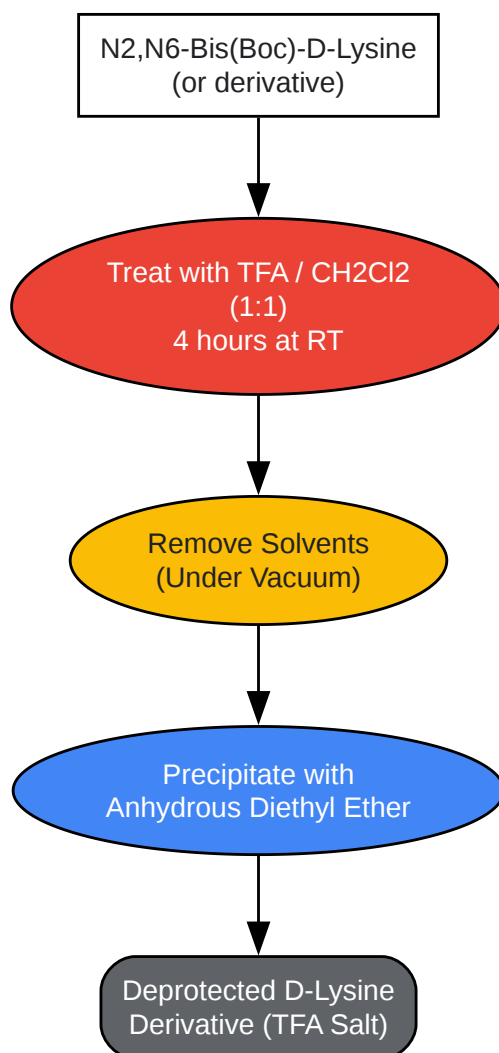 N2,N6-Bis(Boc)-D-Lysine
(or derivative)
Treat with TFA / CH2Cl2
(1:1)
4 hours at RT
Remove Solvents
(Under Vacuum)
Precipitate with
Anhydrous Diethyl Ether
Deprotected D-Lysine
Derivative (TFA Salt)